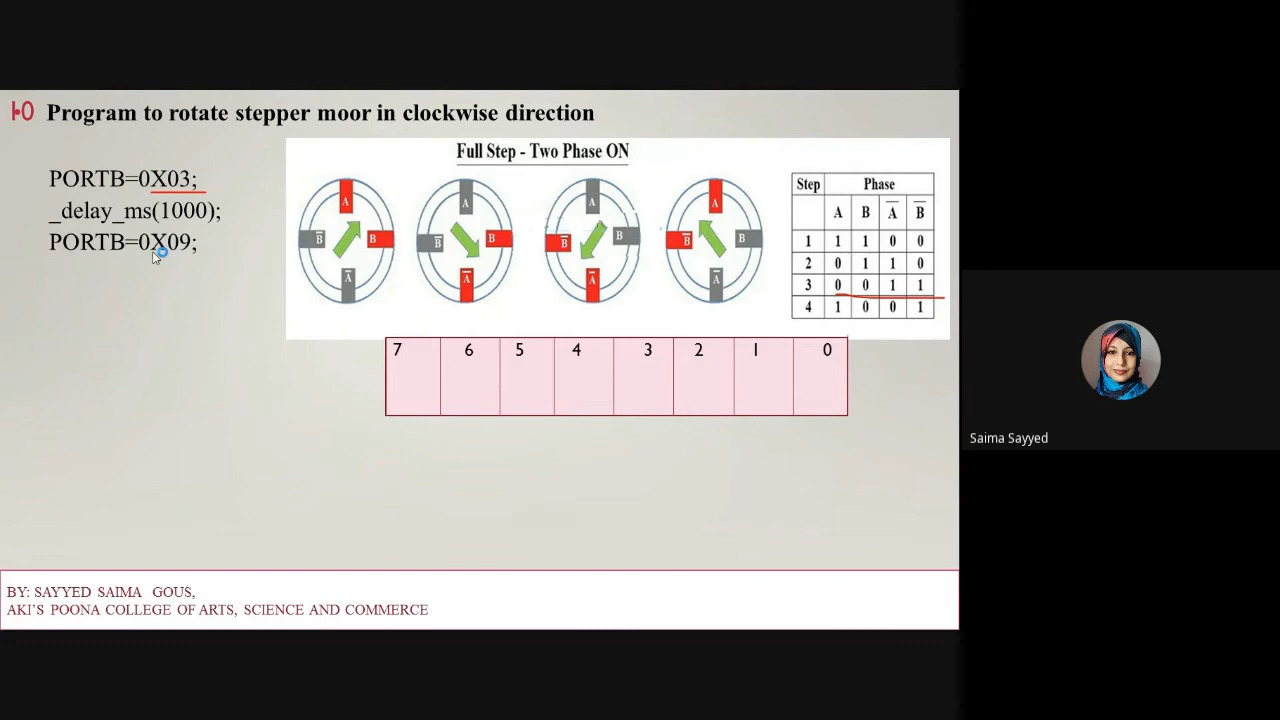 Program to rotate stepper moor in clockwise direction
PORTB=0X03;
_delay_ms(1000);
PORTB=0X09;
Full Step - Two Phase ON
A
B̅ B
A̅
A
B̅ B
A̅
A
B̅ B
A̅
A
B̅ B
A̅
Step Phase
A B A̅ B̅
1 1 1 0 0
2 0 1 1 0
3 0 0 1 1
4 1 0 0 1
7 6 5 4 3 2 1 0
Saima Sayyed
BY: SAYYED SAIMA GOUS,
AKI'S POONA COLLEGE OF ARTS, SCIENCE AND COMMERCE